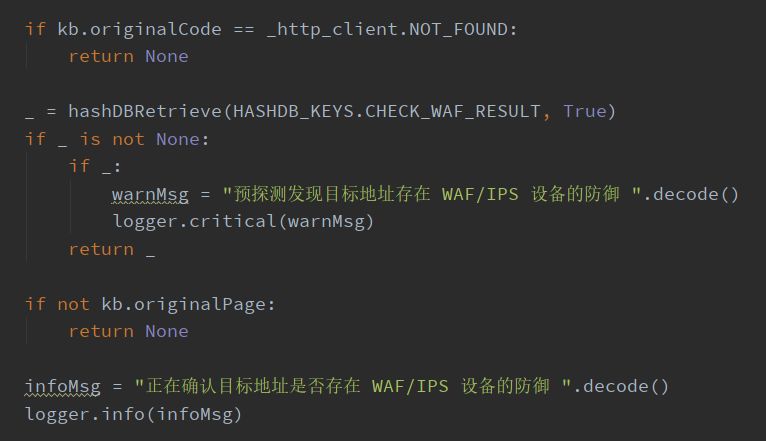 if kb.originalCode == _http_client.NOT_FOUND:
return None
_ = hashDBRetrieve(HASHDB_KEYS.CHECK_WAF_RESULT, True)
if _ is not None:
if _:
warnMsg = "预探测发现目标地址存在 WAF/IPS 设备的防御 ".decode()
logger.critical(warnMsg)
return _
if not kb.originalPage:
return None
infoMsg = "正在确认目标地址是否存在 WAF/IPS 设备的防御 ".decode()
logger.info(infoMsg)